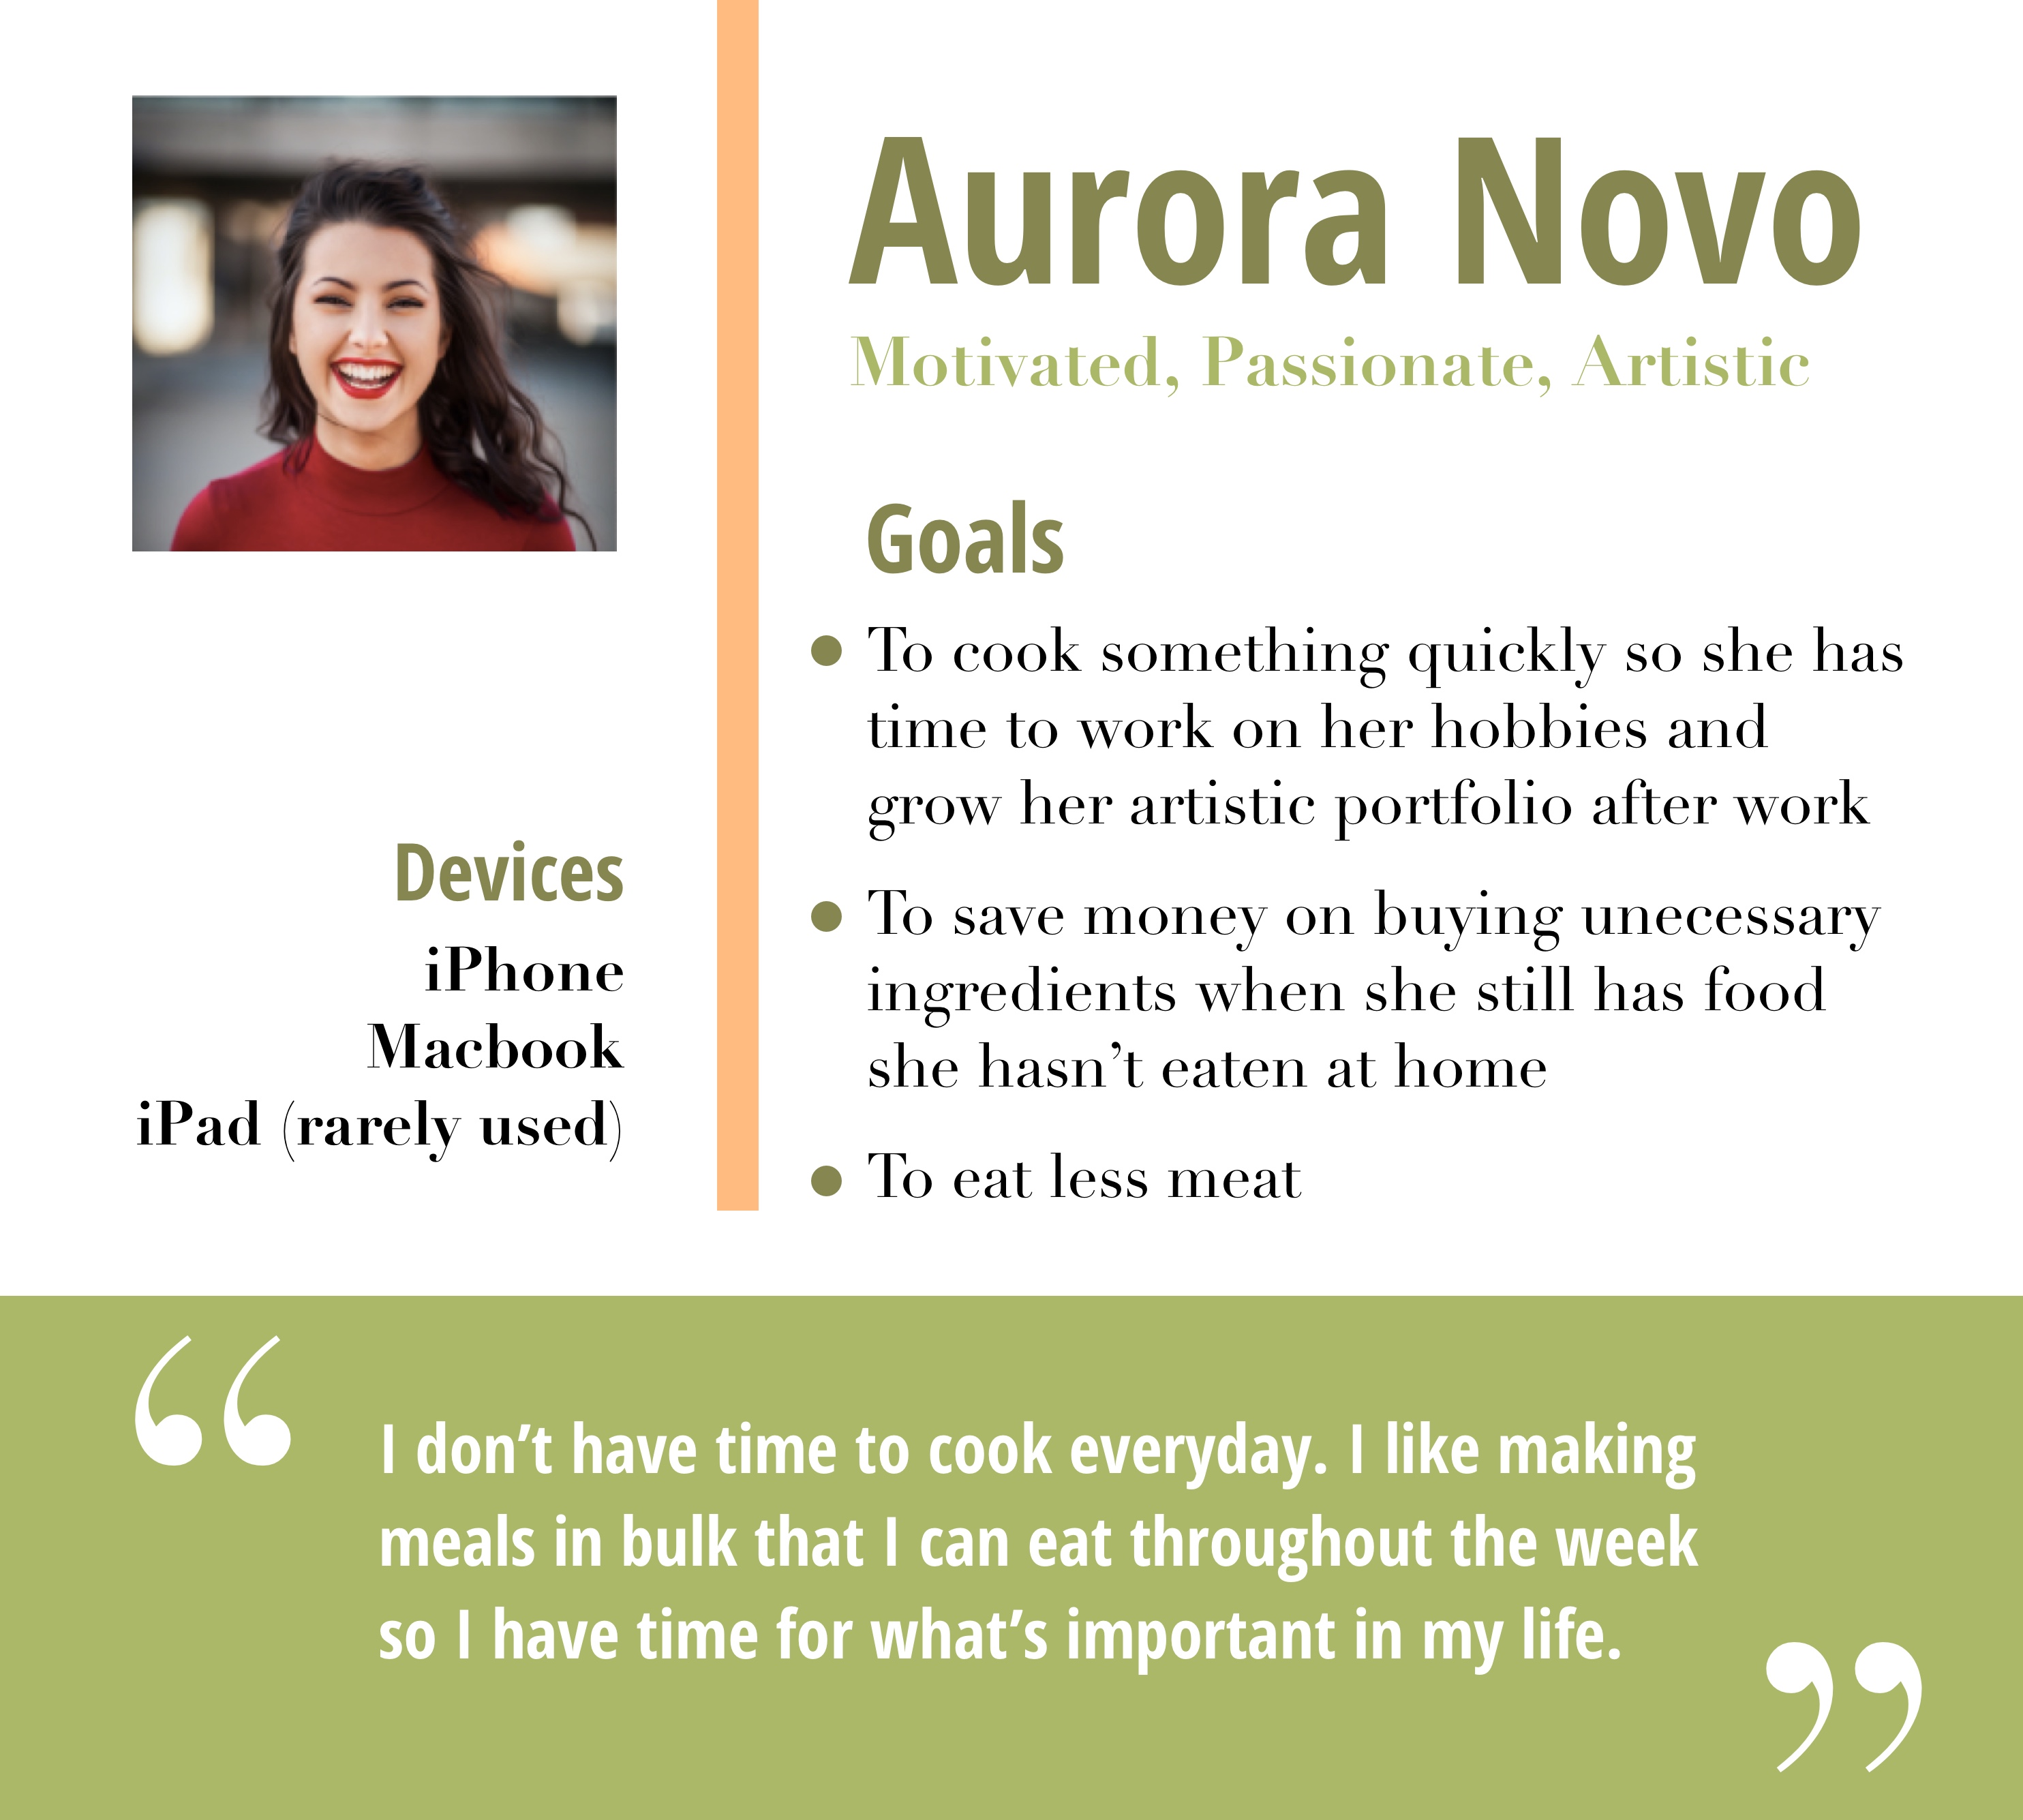 Aurora Novo
Motivated, Passionate, Artistic
Goals
• To cook something quickly so she has
time to work on her hobbies and
grow her artistic portfolio after work
• To save money on buying unecessary
ingredients when she still has food
she hasn’t eaten at home
• To eat less meat
Devices
iPhone
Macbook
iPad (rarely used)
“I don’t have time to cook everyday. I like making
meals in bulk that I can eat throughout the week
so I have time for what’s important in my life.”